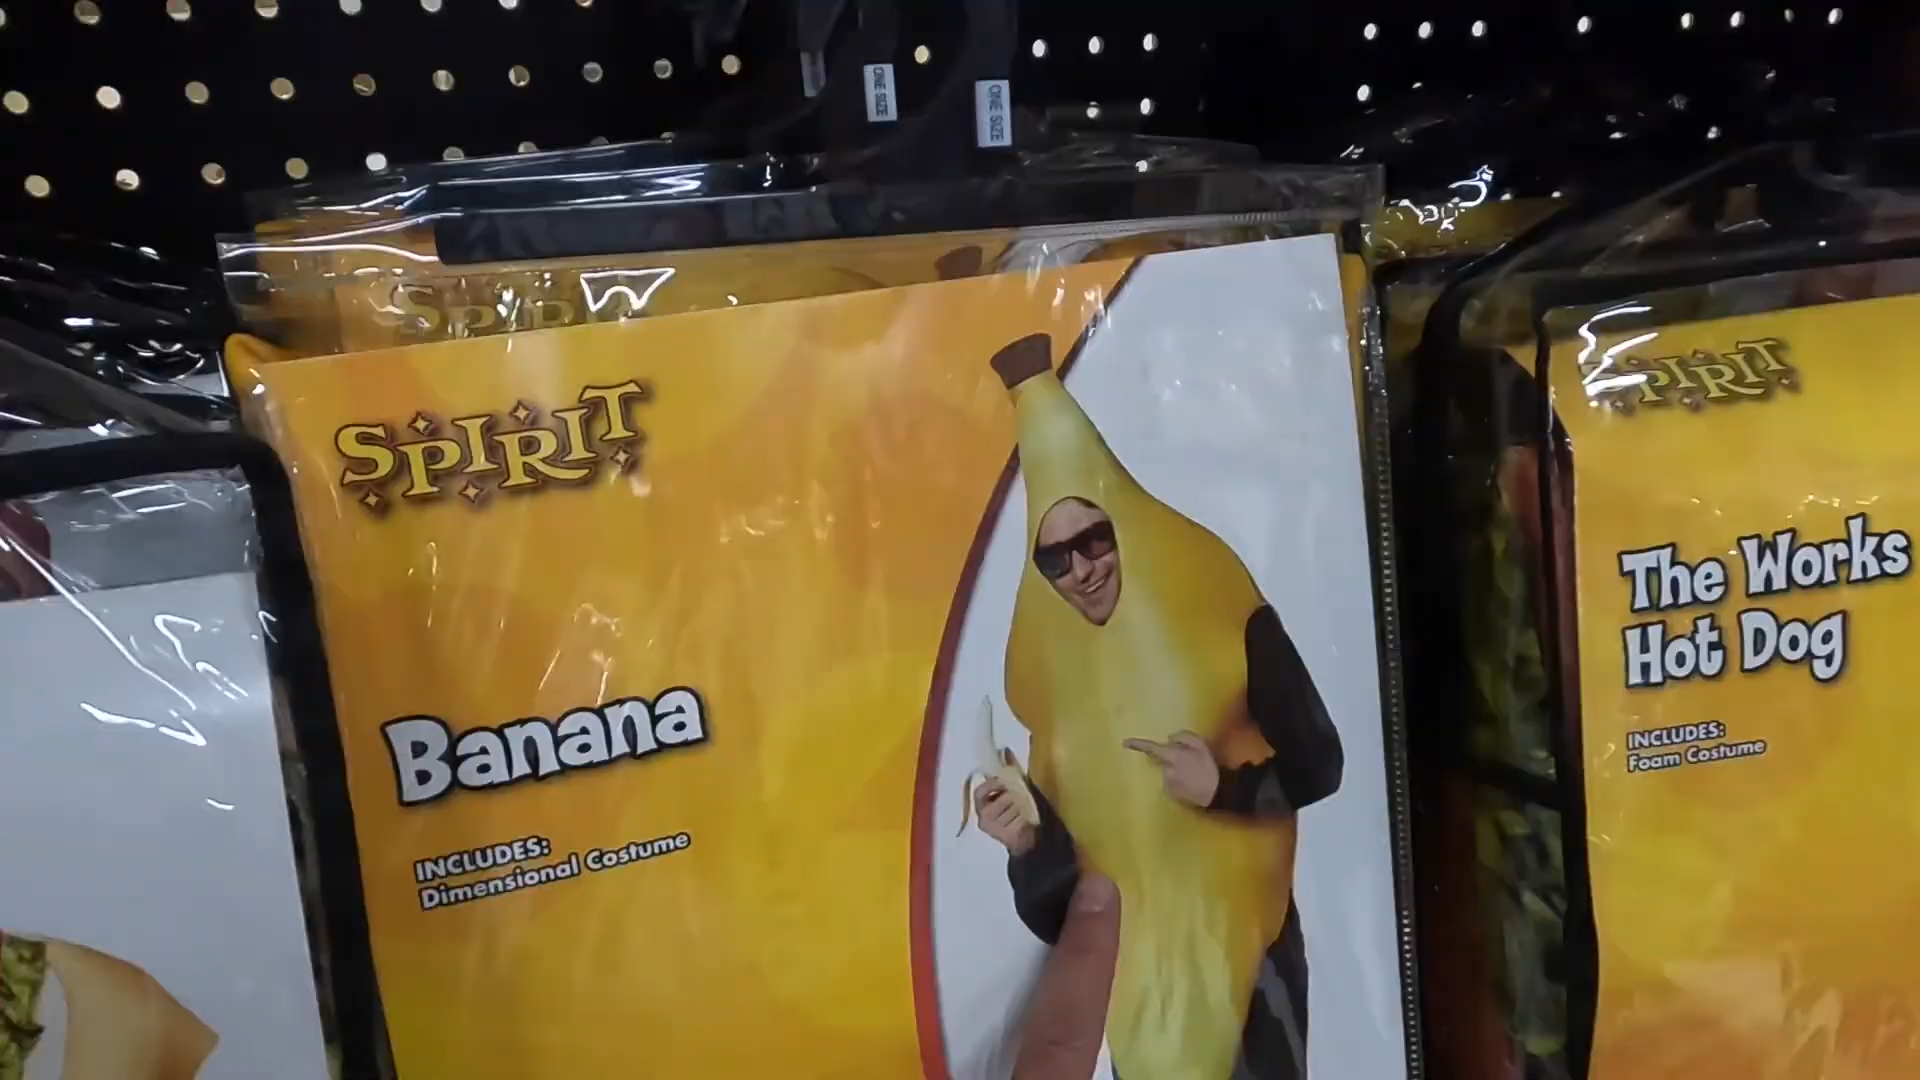 ONE SIZE
ONE SIZE
SPIRIT
SPIRIT
Banana
INCLUDES:
Dimensional Costume
SPIRIT
The Works
Hot Dog
INCLUDES:
Foam Costume